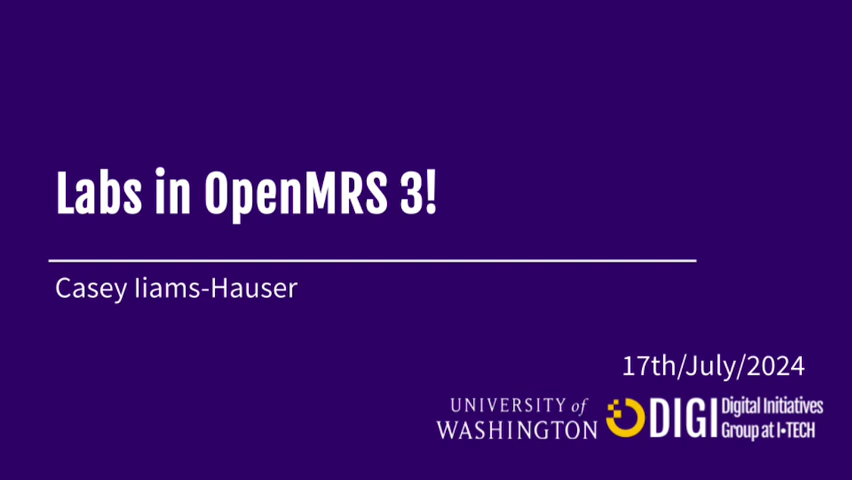 Labs in OpenMRS 3!
Casey Iiams-Hauser
17th/July/2024
UNIVERSITY of
WASHINGTON
DIGI
Digital Initiatives
Group at I•TECH